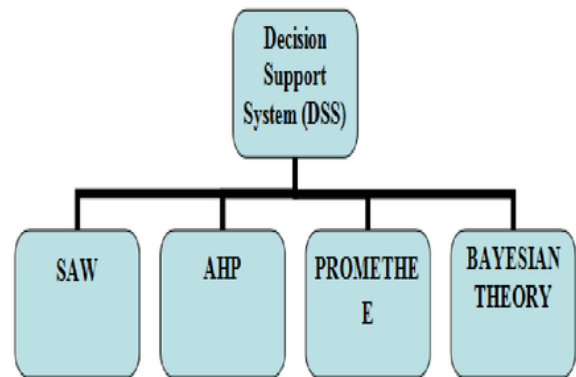 Decision
Support
System (DSS)
SAW
AHP
PROMETHE
E
BAYESIAN
THEORY